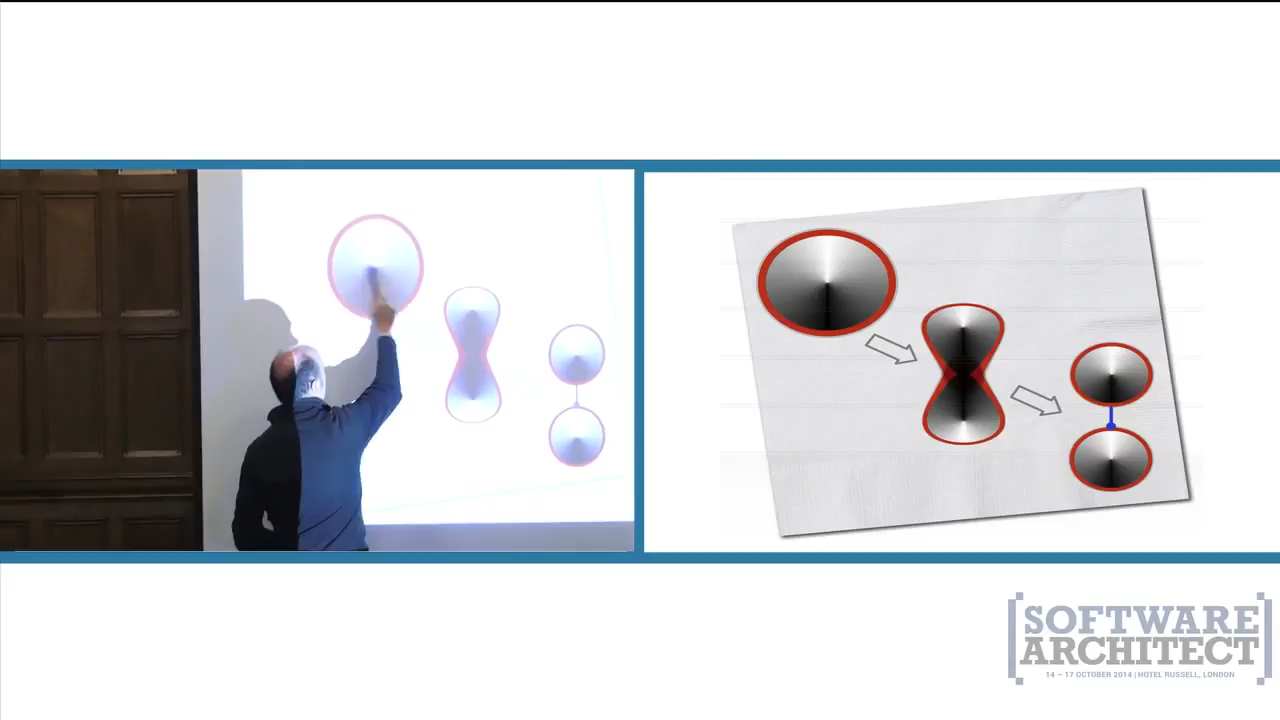 SOFTWARE
ARCHITECT
14 – 17 OCTOBER 2014 | HOTEL RUSSELL, LONDON